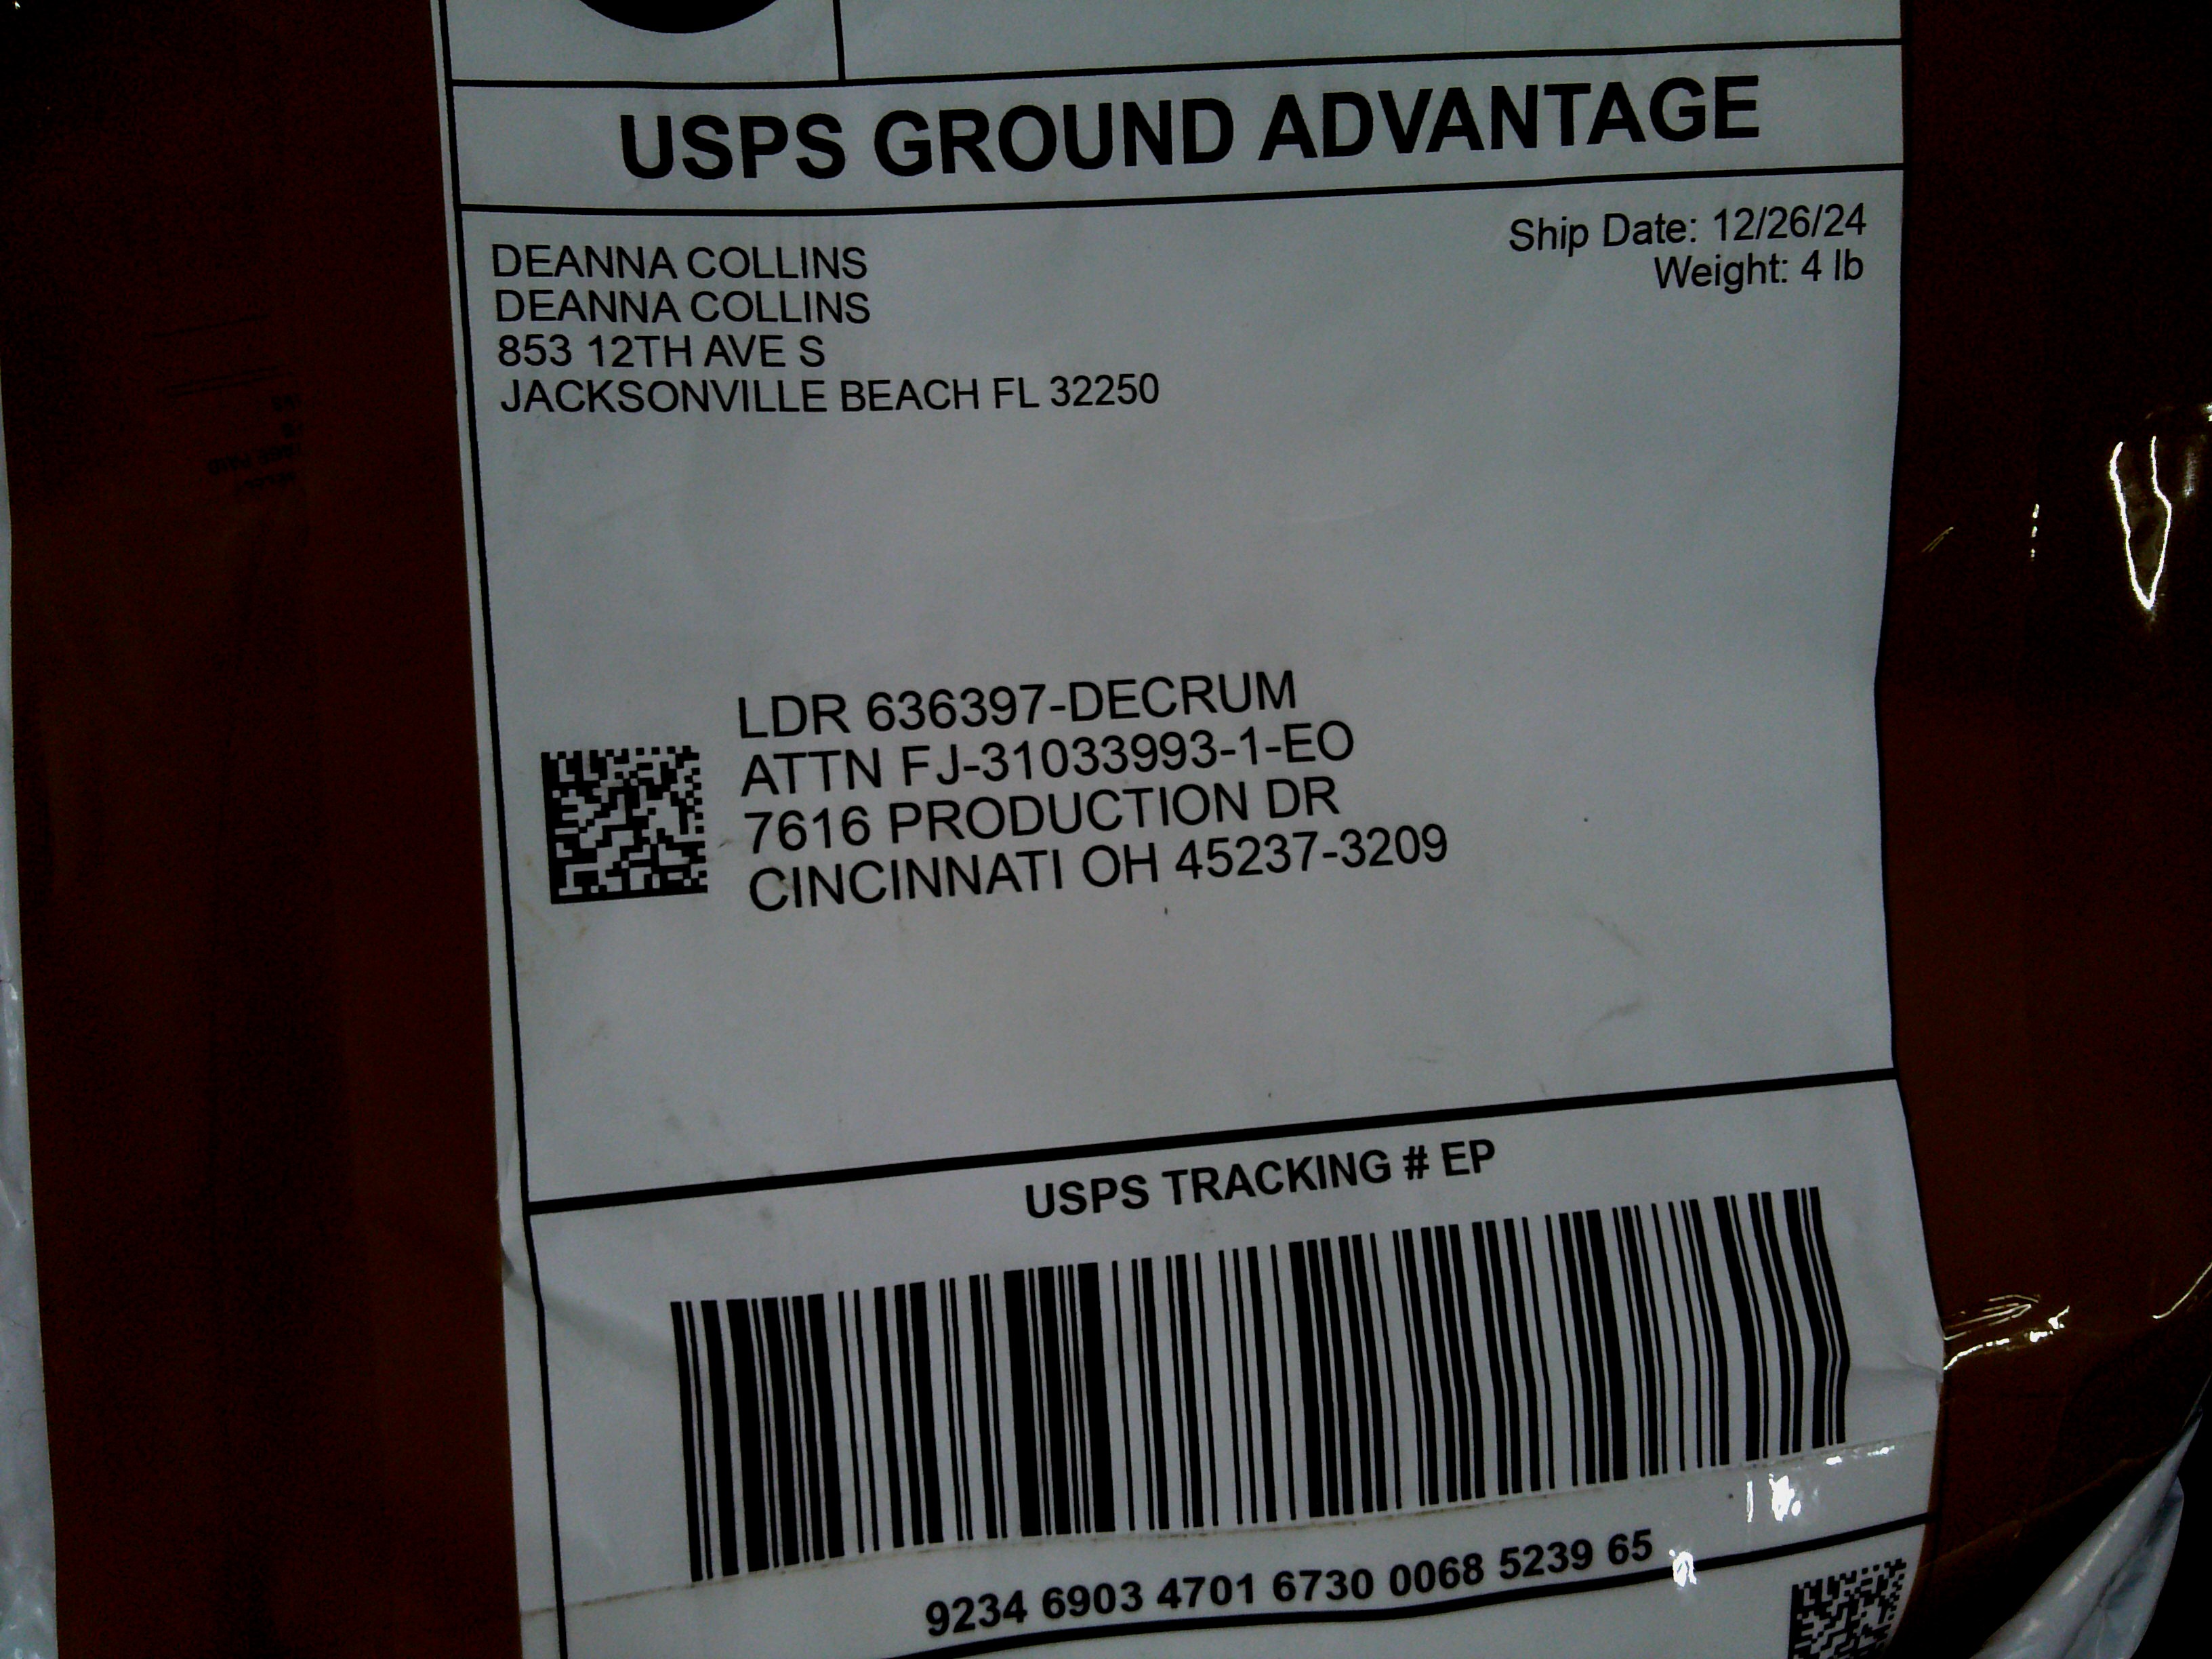 USPS GROUND ADVANTAGE
Ship Date: 12/26/24
Weight: 4 lb
DEANNA COLLINS
DEANNA COLLINS
853 12TH AVE S
JACKSONVILLE BEACH FL 32250
LDR 636397-DECRUM
ATTN FJ-31033993-1-EO
7616 PRODUCTION DR
CINCINNATI OH 45237-3209
USPS TRACKING # EP
9234 6903 4701 6730 0068 5239 65